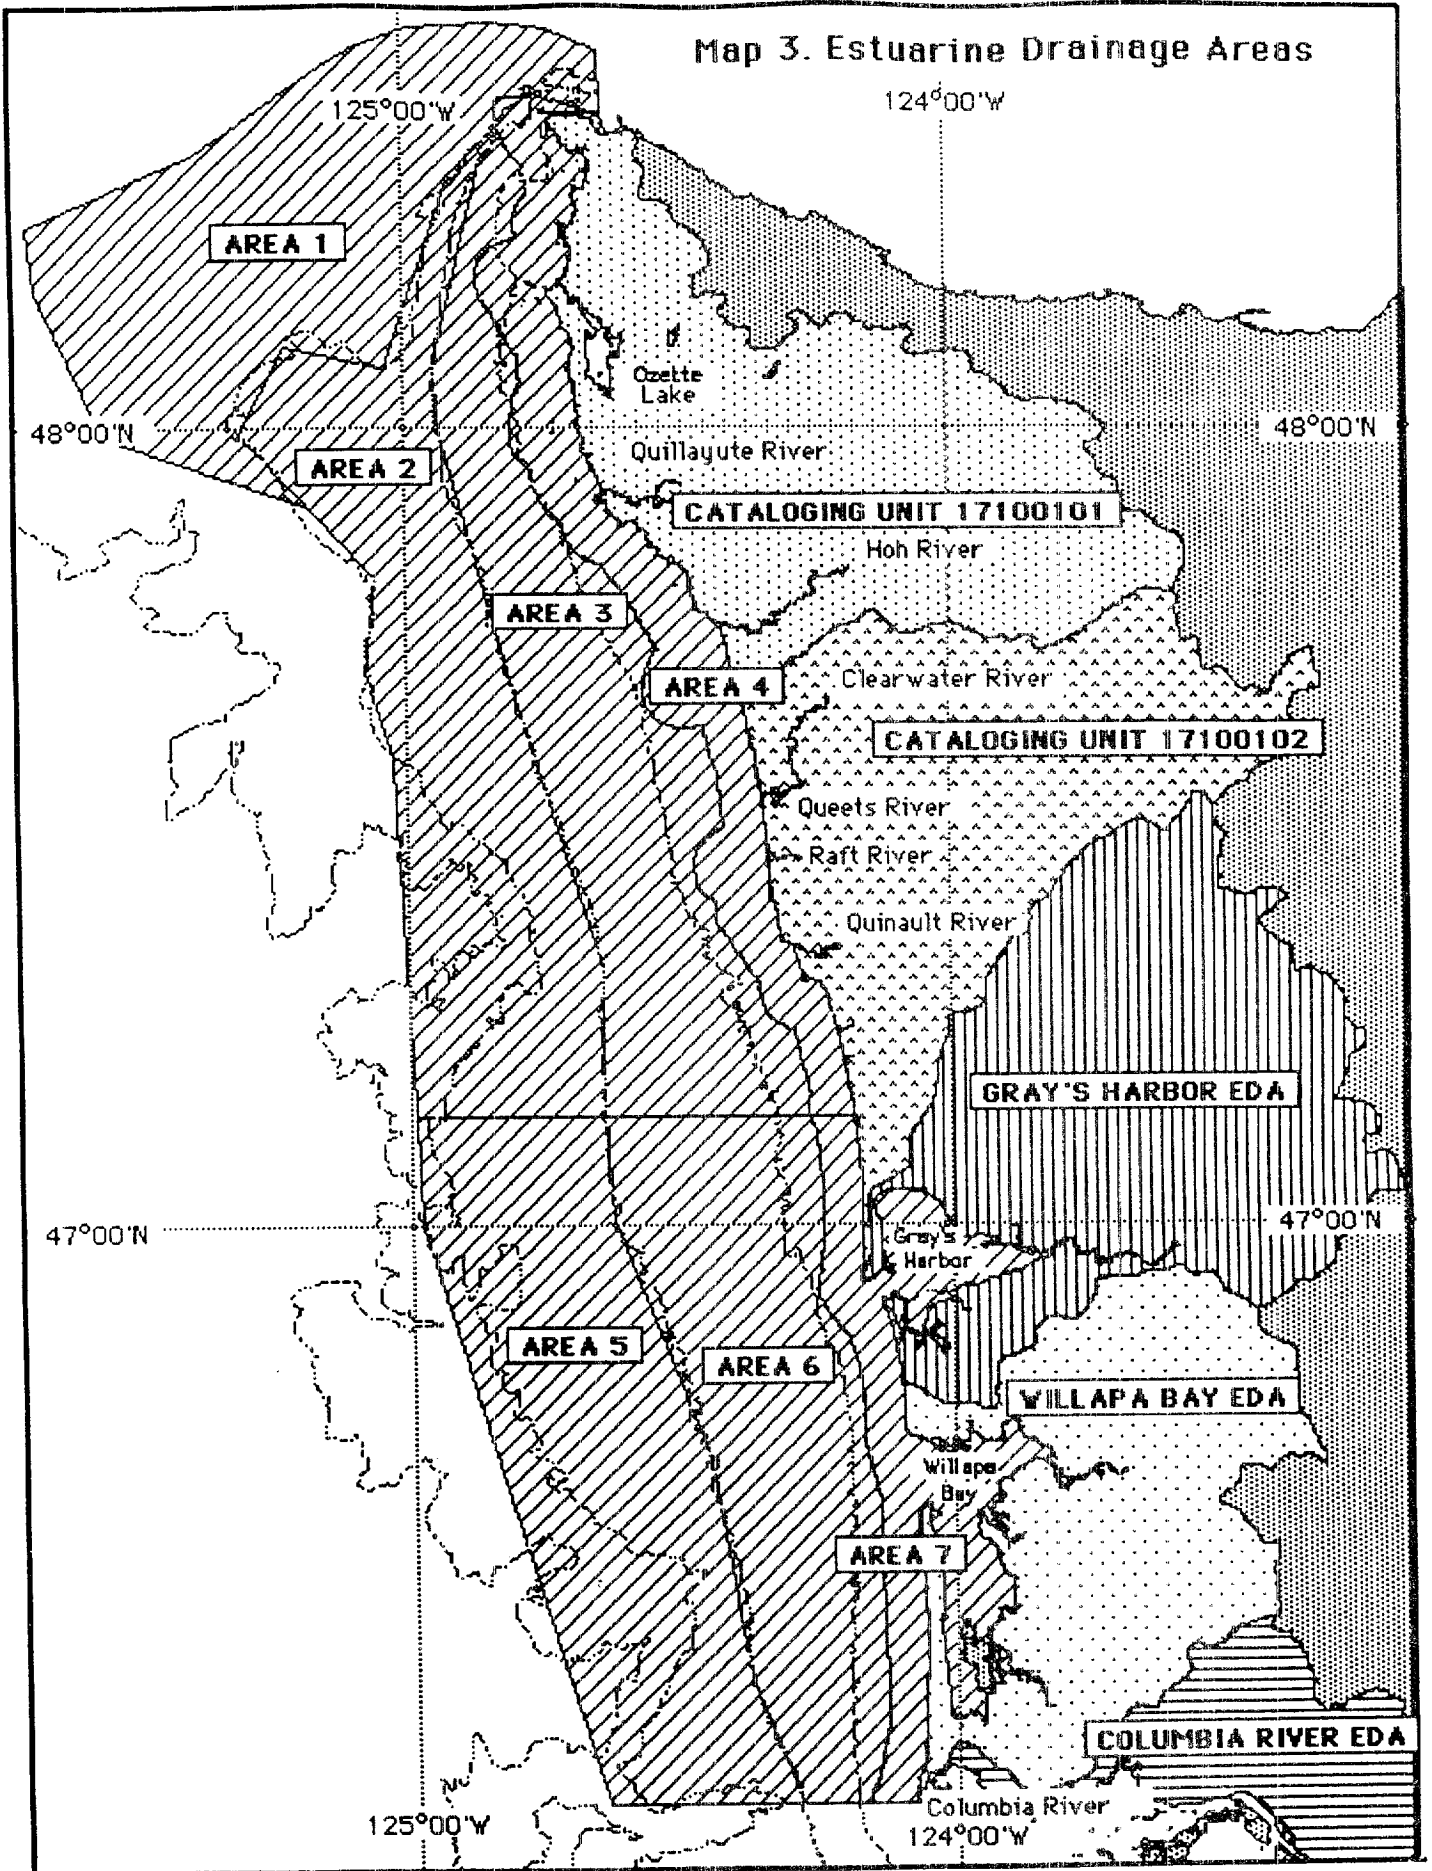 Map 3. Estuarine Drainage Areas
125°00'W
124°00'W
AREA 1
Ozette
Lake
48°00'N
48°00'N
Quillayute River
AREA 2
CATALOGING UNIT 17100101
Hoh River
AREA 3
Clearwater River
AREA 4
CATALOGING UNIT 17100102
Queets River
Raft River
Quinault River
GRAY'S HARBOR EDA
47°00'N
47°00'N
Gray's
Harbor
AREA 5
AREA 6
WILLAPA BAY EDA
Willapa
Bay
AREA 7
COLUMBIA RIVER EDA
Columbia River
125°00'W
124°00'W